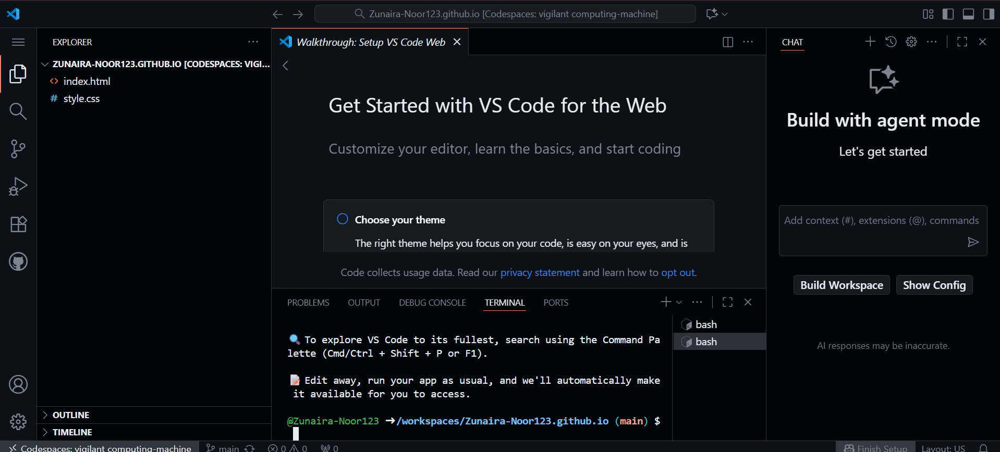 Zunaira-Noor123.github.io [Codespaces: vigilant computing-machine]
EXPLORER
ZUNAIRA-NOOR123.GITHUB.IO [CODESPACES: VIGI...
index.html
style.css
OUTLINE
TIMELINE
Walkthrough: Setup VS Code Web
Get Started with VS Code for the Web
Customize your editor, learn the basics, and start coding
Choose your theme
The right theme helps you focus on your code, is easy on your eyes, and is
Code collects usage data. Read our privacy statement and learn how to opt out.
PROBLEMS OUTPUT DEBUG CONSOLE TERMINAL PORTS
To explore VS Code to its fullest, search using the Command Pa
lette (Cmd/Ctrl + Shift + P or F1).
Edit away, run your app as usual, and we'll automatically make
it available for you to access.
@Zunaira-Noor123 ➜/workspaces/Zunaira-Noor123.github.io (main) $
bash
bash
CHAT
Build with agent mode
Let's get started
Add context (#), extensions (@), commands
Build Workspace Show Config
AI responses may be inaccurate.
Codespaces: vigilant computing-machine main 0 0 0 Finish Setup Layout: US